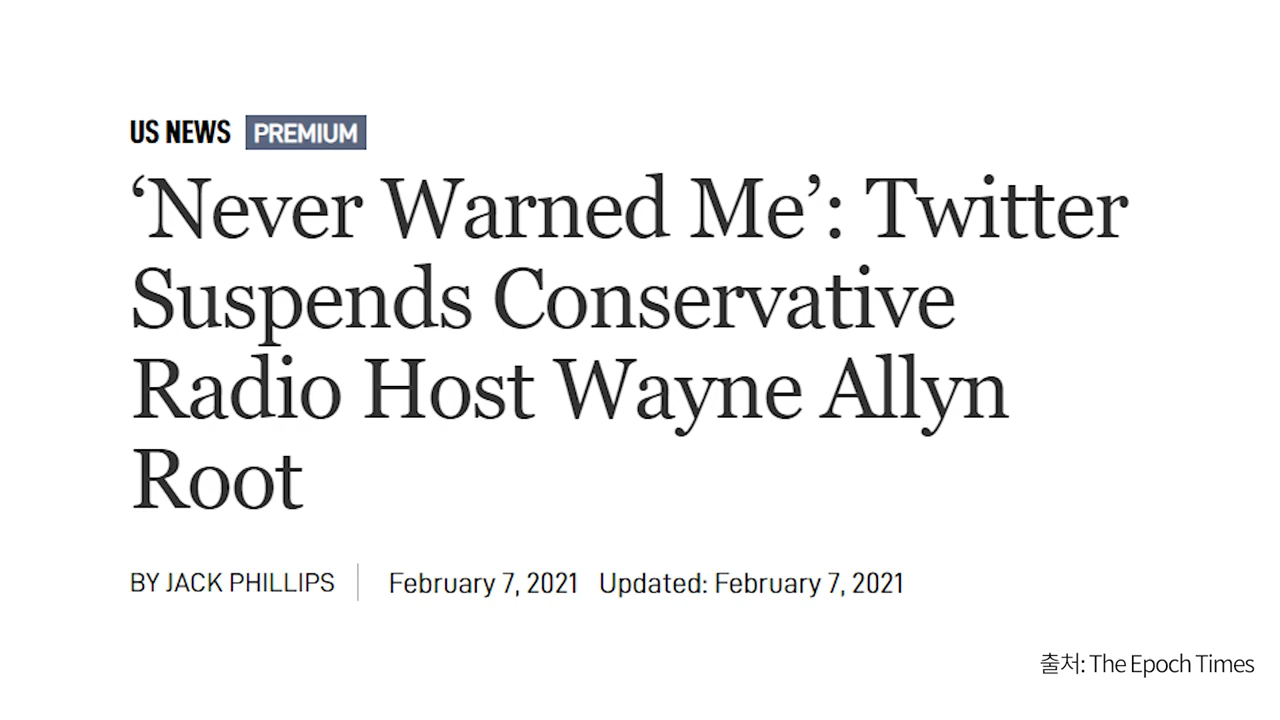 US NEWS PREMIUM
‘Never Warned Me’: Twitter
Suspends Conservative
Radio Host Wayne Allyn
Root
BY JACK PHILLIPS February 7, 2021 Updated: February 7, 2021
출처: The Epoch Times